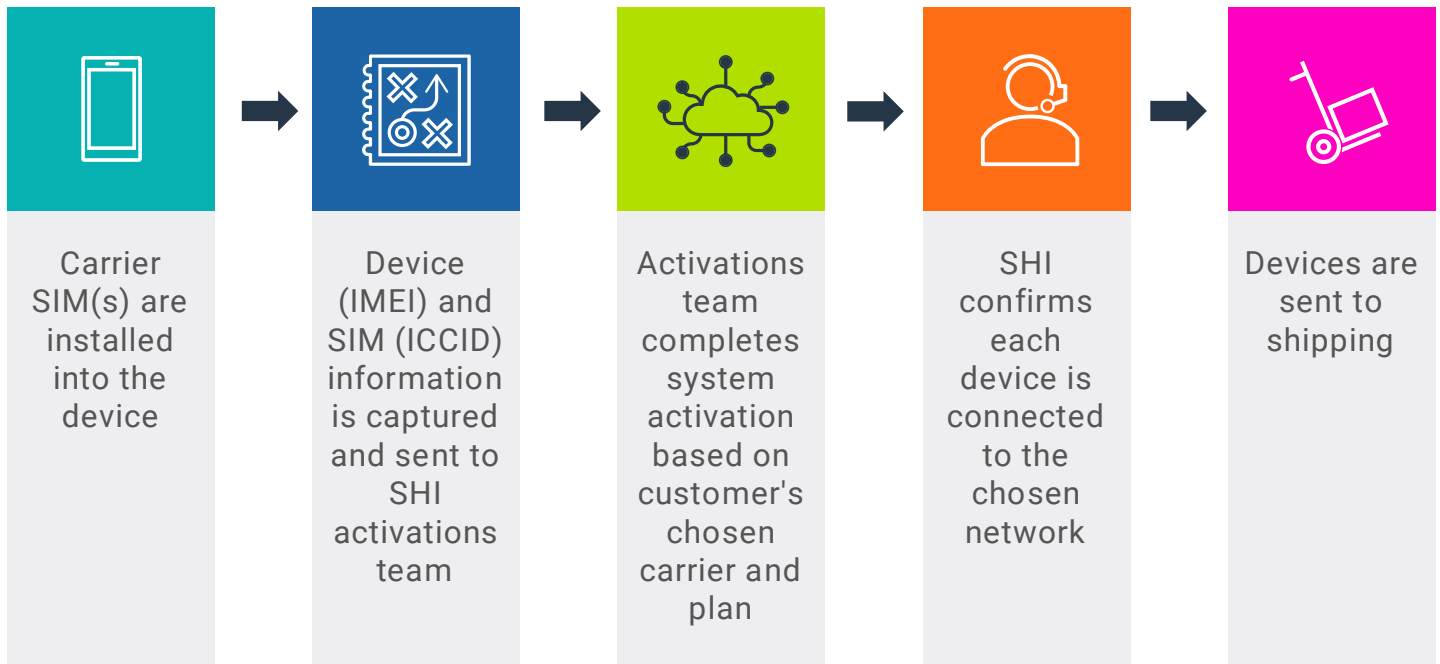 Carrier
SIM(s) are
installed
into the
device
Device
(IMEI) and
SIM (ICCID)
information
is captured
and sent to
SHI
activations
team
Activations
team
completes
system
activation
based on
customer's
chosen
carrier and
plan
SHI
confirms
each
device is
connected
to the
chosen
network
Devices are
sent to
shipping